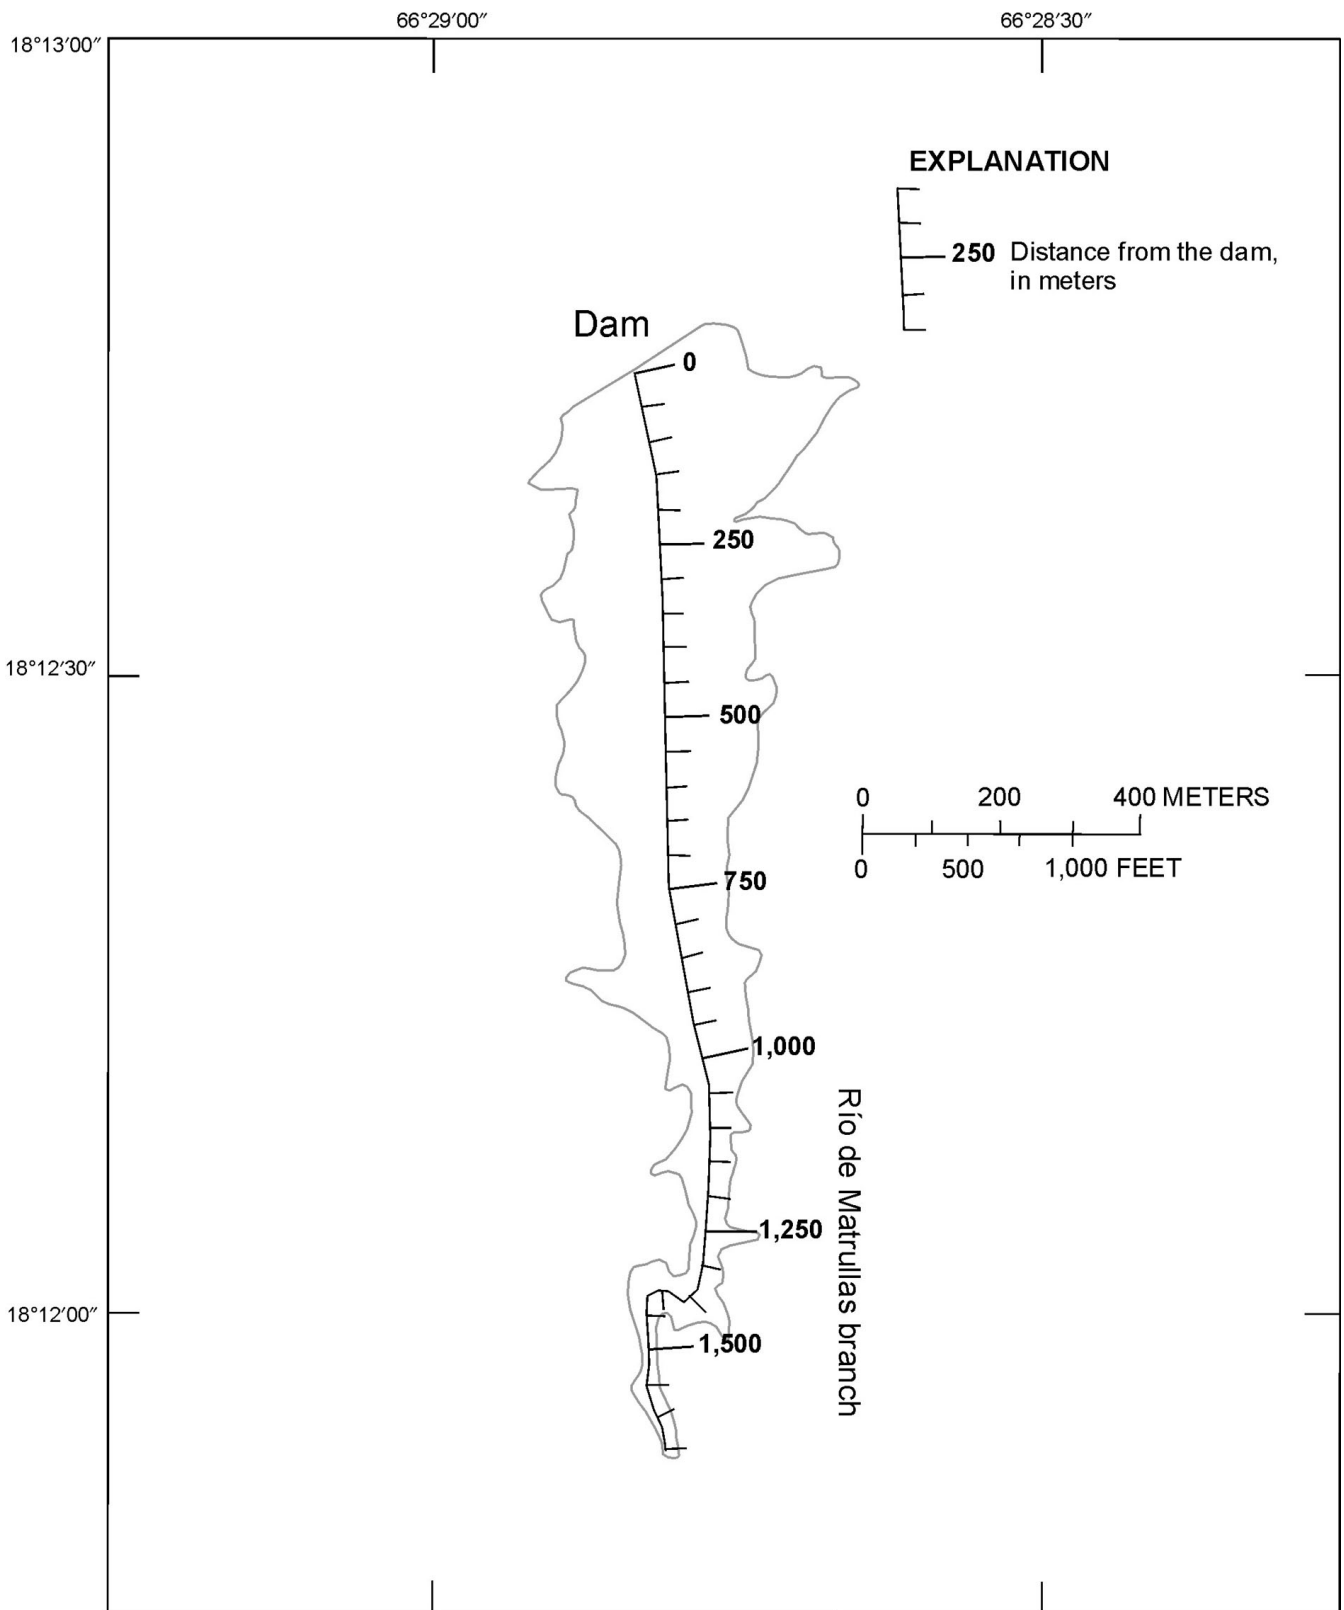 66°29′00″ 66°28′30″
18°13′00″
EXPLANATION
250 Distance from the dam,
in meters
Dam
0
250
18°12′30″
500
0 200 400 METERS
0 500 1,000 FEET
750
1,000
Río de Matrullas branch
1,250
18°12′00″
1,500